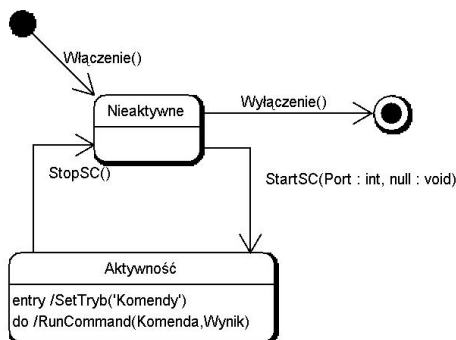 Włączenie()
Nieaktywne
Wyłączenie()
StopSC()
StartSC(Port : int, null : void)
Aktywność
entry /SetTryb('Komendy')
do /RunCommand(Komenda,Wynik)